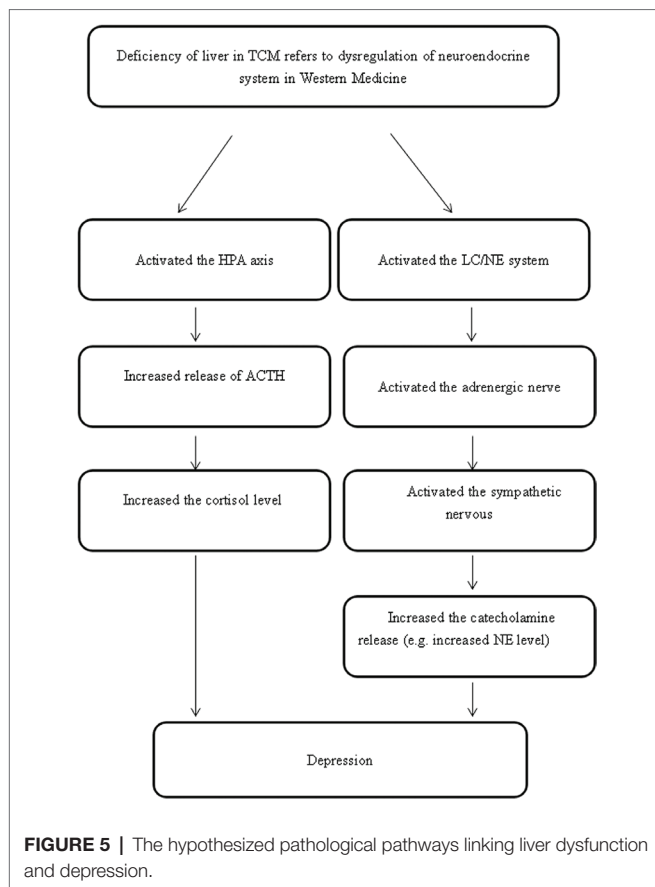 Deficiency of liver in TCM refers to dysregulation of neuroendocrine
system in Western Medicine
Activated the HPA axis
Activated the LC/NE system
Increased release of ACTH
Activated the adrenergic nerve
Increased the cortisol level
Activated the sympathetic
nervous
Increased the catecholamine
release (e.g. increased NE level)
Depression
FIGURE 5 | The hypothesized pathological pathways linking liver dysfunction
and depression.